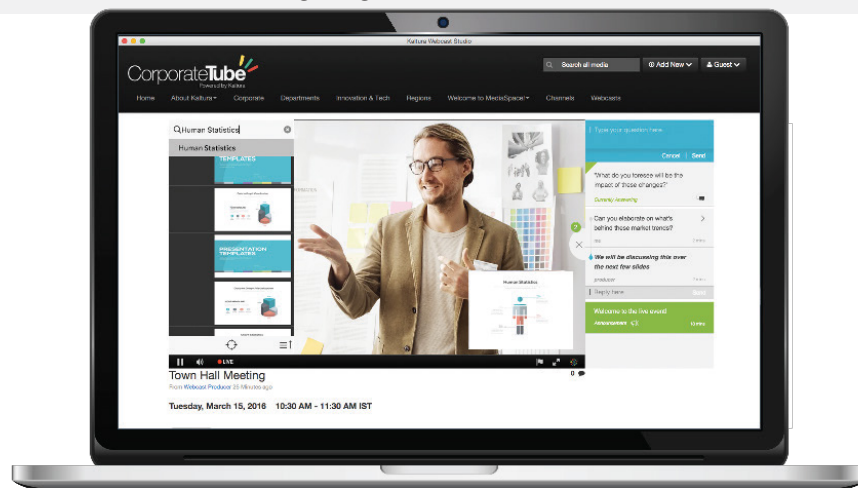 Kaltura Webcast Studio
CorporateTube
Powered by Kaltura
Search all media
Add New
Guest
Home
About Kaltura
Corporate
Departments
Innovation & Tech
Regions
Welcome to MediaSpace!
Channels
Webcasts
Human Statistics
Human Statistics
TEMPLATES
PRESENTATION
TEMPLATES
Human Statistics
LIVE
Type your question here
Cancel | Send
"What do you foresee will be the
impact of these changes?"
Currently Answering
2
Can you elaborate on what's
behind these market trends?
We will be discussing this over
the next few slides
producer
Reply here
Send
Welcome to the live event!
Announcement
Town Hall Meeting
0
From Webcast Producer 25 Minutes ago
Tuesday, March 15, 2016 10:30 AM - 11:30 AM IST